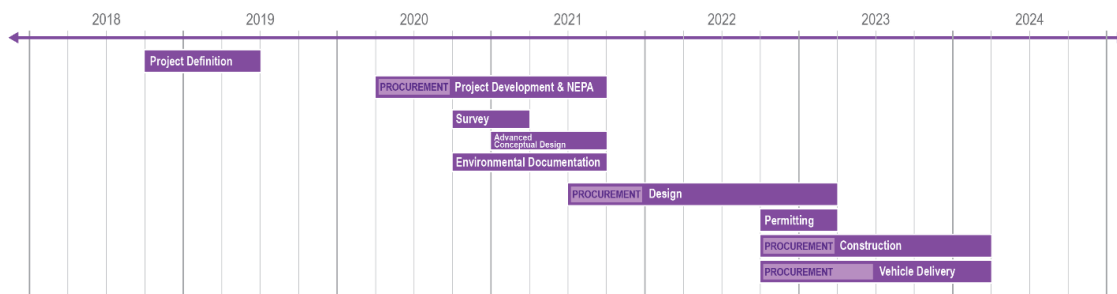 2018 2019 2020 2021 2022 2023 2024
Project Definition
PROCUREMENT Project Development & NEPA
Survey
Advanced
Conceptual Design
Environmental Documentation
PROCUREMENT Design
Permitting
PROCUREMENT Construction
PROCUREMENT Vehicle Delivery